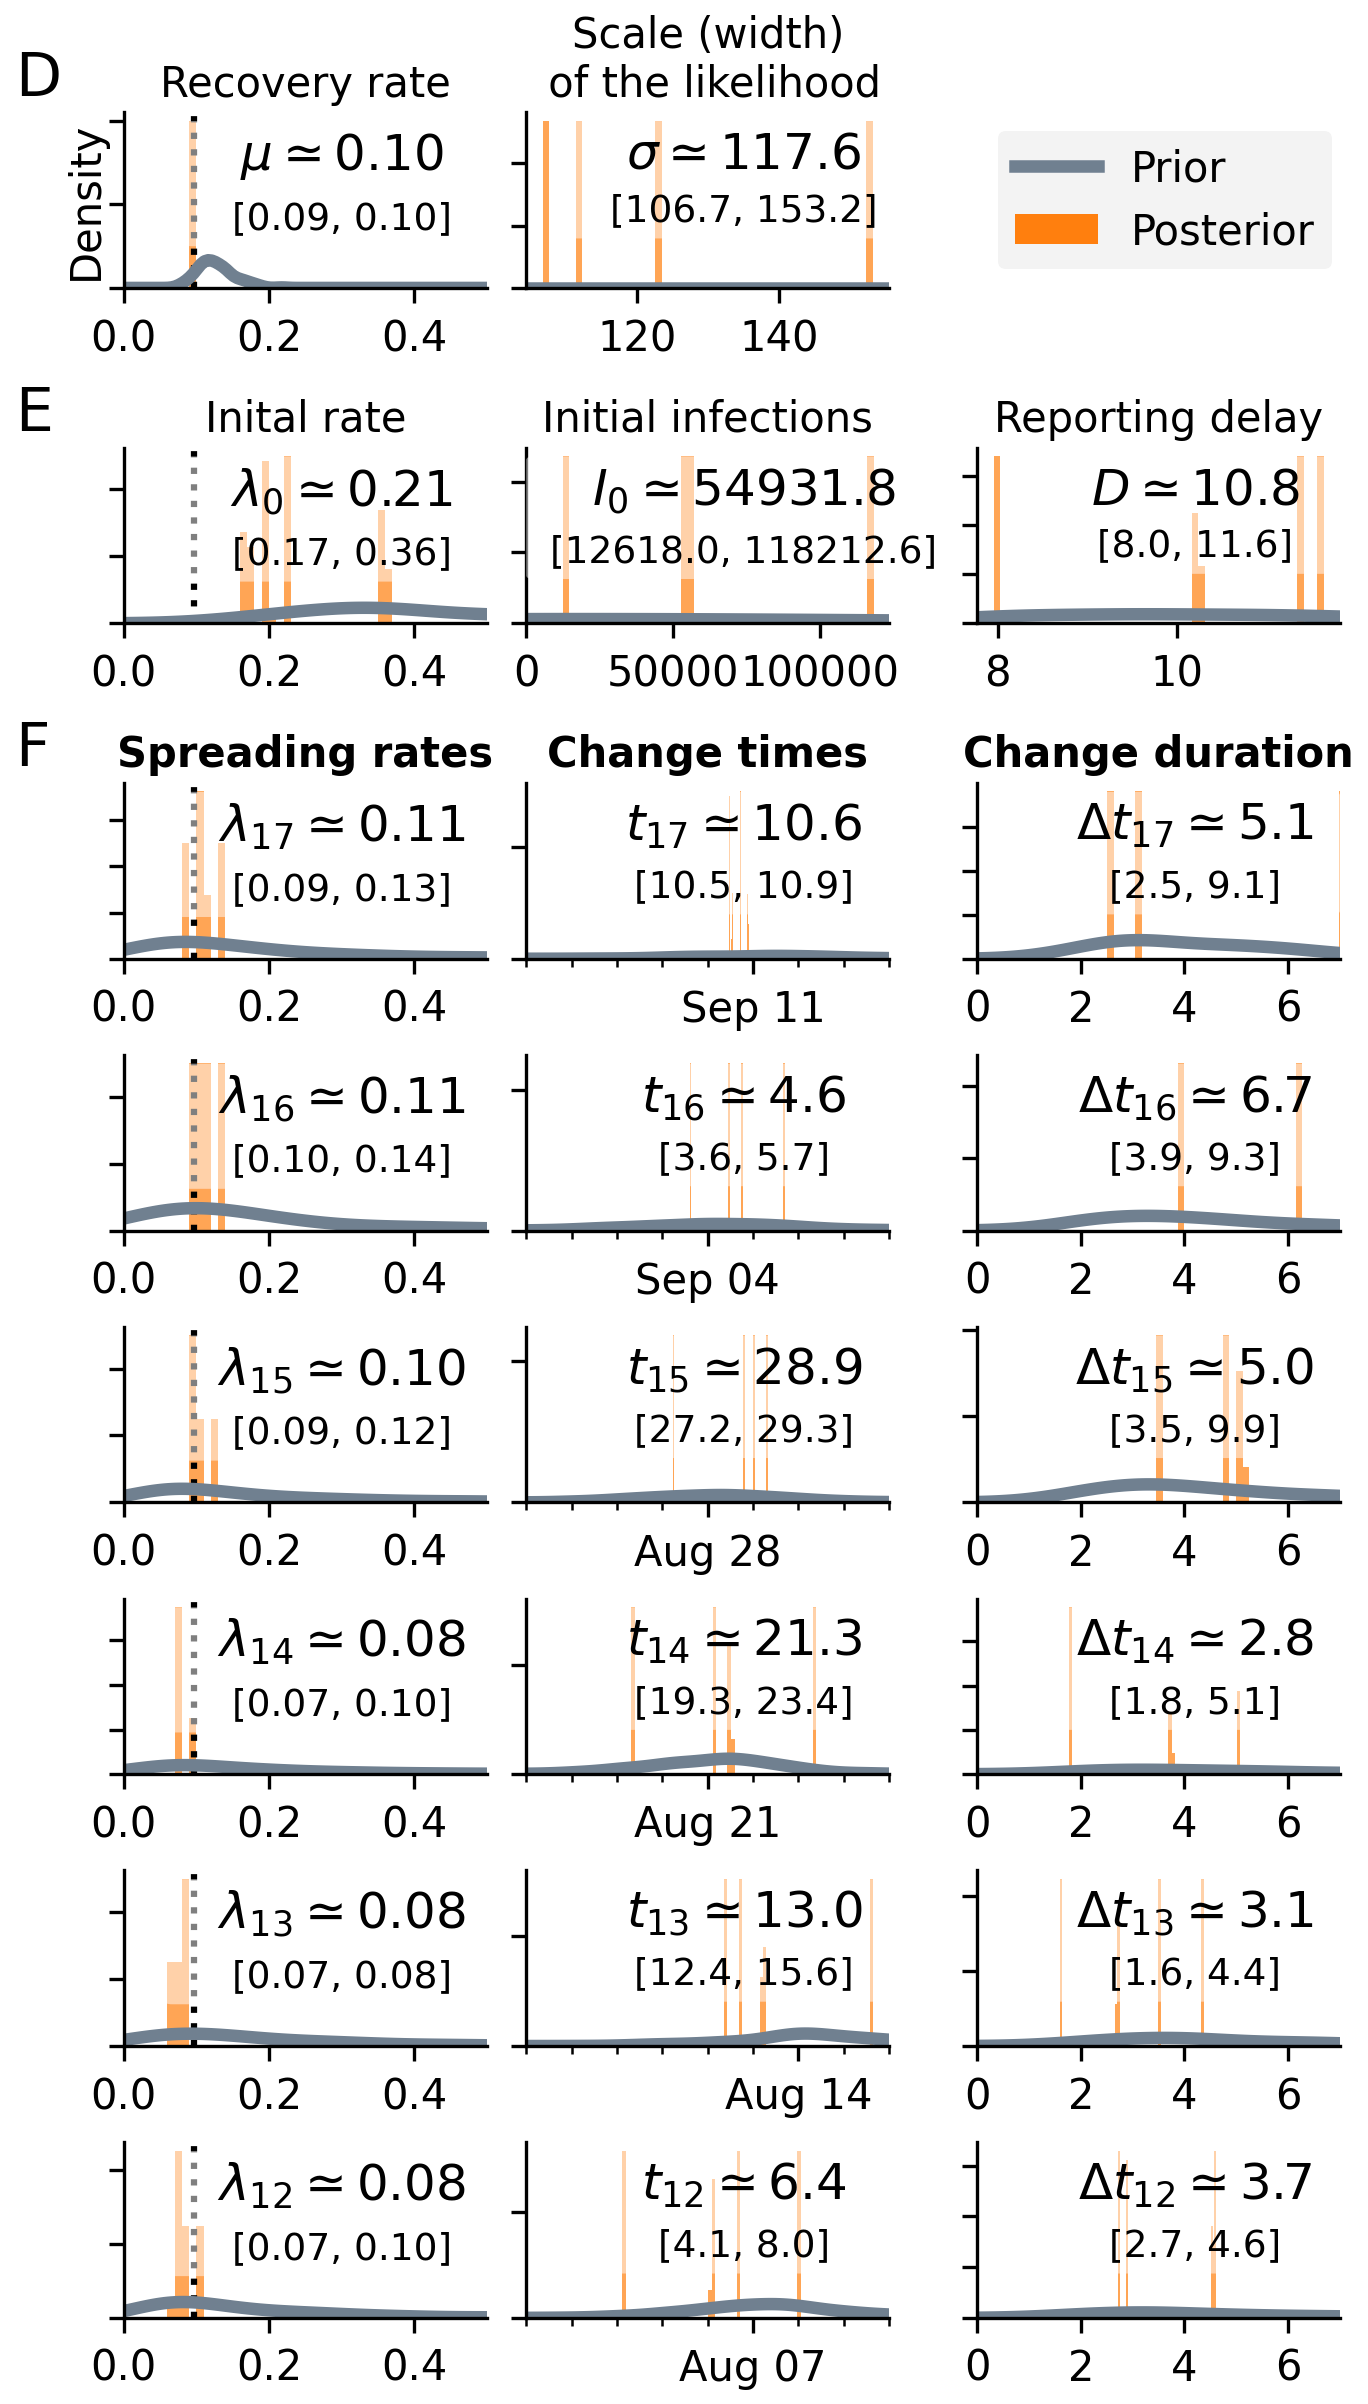 D
Recovery rate
Scale (width)
of the likelihood
Density
μ ≃ 0.10
[0.09, 0.10]
σ ≃ 117.6
[106.7, 153.2]
Prior
Posterior
0.0 0.2 0.4
120 140
E
Inital rate
Initial infections
Reporting delay
λ0 ≃ 0.21
[0.17, 0.36]
I0 ≃ 54931.8
[12618.0, 118212.6]
D ≃ 10.8
[8.0, 11.6]
0.0 0.2 0.4
0 50000 100000
8 10
F
Spreading rates
Change times
Change duration
λ17 ≃ 0.11
[0.09, 0.13]
t17 ≃ 10.6
[10.5, 10.9]
Δt17 ≃ 5.1
[2.5, 9.1]
0.0 0.2 0.4
Sep 11
0 2 4 6
λ16 ≃ 0.11
[0.10, 0.14]
t16 ≃ 4.6
[3.6, 5.7]
Δt16 ≃ 6.7
[3.9, 9.3]
0.0 0.2 0.4
Sep 04
0 2 4 6
λ15 ≃ 0.10
[0.09, 0.12]
t15 ≃ 28.9
[27.2, 29.3]
Δt15 ≃ 5.0
[3.5, 9.9]
0.0 0.2 0.4
Aug 28
0 2 4 6
λ14 ≃ 0.08
[0.07, 0.10]
t14 ≃ 21.3
[19.3, 23.4]
Δt14 ≃ 2.8
[1.8, 5.1]
0.0 0.2 0.4
Aug 21
0 2 4 6
λ13 ≃ 0.08
[0.07, 0.08]
t13 ≃ 13.0
[12.4, 15.6]
Δt13 ≃ 3.1
[1.6, 4.4]
0.0 0.2 0.4
Aug 14
0 2 4 6
λ12 ≃ 0.08
[0.07, 0.10]
t12 ≃ 6.4
[4.1, 8.0]
Δt12 ≃ 3.7
[2.7, 4.6]
0.0 0.2 0.4
Aug 07
0 2 4 6